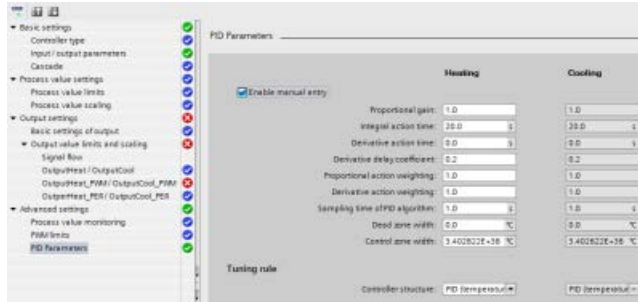 Basic settings
Controller type
Input / output parameters
Cascade
Process value settings
Process value limits
Process value scaling
Output settings
Basic settings of output
Output value limits and scaling
Signal flow
OutputHeat / OutputCool
OutputHeat_PWM / OutputCool_PWM
OutputHeat_PER / OutputCool_PER
Advanced settings
Process value monitoring
PWM limits
PID Parameters
PID Parameters
Heating Cooling
Enable manual entry
Proportional gain: 1.0 1.0
Integral action time: 20.0 s 20.0 s
Derivative action time: 0.0 s 0.0 s
Derivative delay coefficient: 0.2 0.2
Proportional action weighting: 1.0 1.0
Derivative action weighting: 1.0 1.0
Sampling time of PID algorithm: 1.0 s 1.0 s
Dead zone width: 0.0 °C 0.0 °C
Control zone width: 3.402822E+38 °C 3.402822E+38 °C
Tuning rule
Controller structure: PID (temperatur PID (temperatur